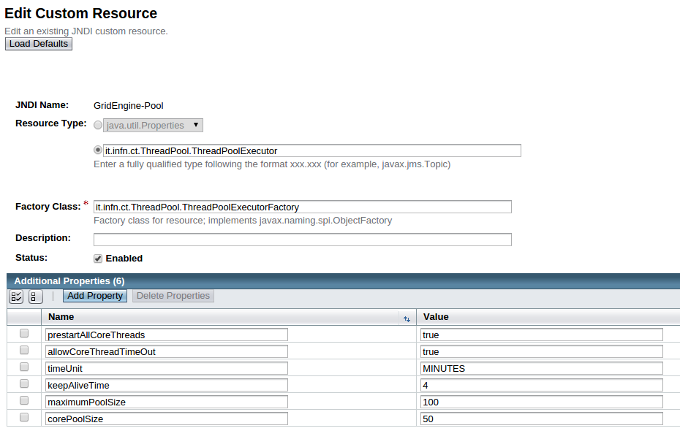 Edit Custom Resource
Edit an existing JNDI custom resource.
Load Defaults
JNDI Name: GridEngine-Pool
Resource Type: java.util.Properties
it.infn.ct.ThreadPool.ThreadPoolExecutor
Enter a fully qualified type following the format xxx.xxx (for example, javax.jms.Topic)
Factory Class: * it.infn.ct.ThreadPool.ThreadPoolExecutorFactory
Factory class for resource; implements javax.naming.spi.ObjectFactory
Description:
Status: Enabled
Additional Properties (6)
Add Property Delete Properties
Name Value
prestartAllCoreThreads true
allowCoreThreadTimeOut true
timeUnit MINUTES
keepAliveTime 4
maximumPoolSize 100
corePoolSize 50